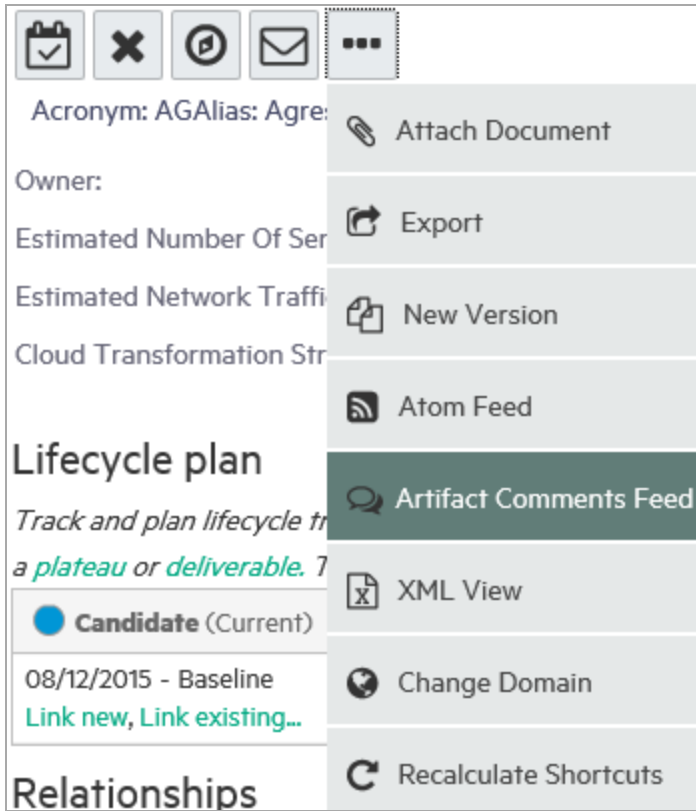 Acronym: AGAlias: Agre
Owner:
Estimated Number Of Ser
Estimated Network Traffi
Cloud Transformation Str
Lifecycle plan
Track and plan lifecycle tr
a plateau or deliverable. T
Candidate (Current)
08/12/2015 - Baseline
Link new, Link existing...
Relationships
Attach Document
Export
New Version
Atom Feed
Artifact Comments Feed
XML View
Change Domain
Recalculate Shortcuts